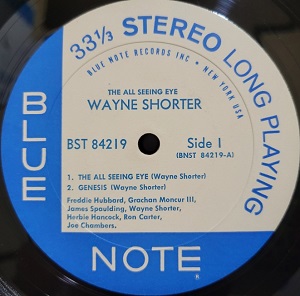 33⅓ STEREO LONG PLAYING
BLUE NOTE RECORDS INC • NEW YORK USA
THE ALL SEEING EYE
WAYNE SHORTER
BST 84219
Side 1
(BNST 84219-A)
1. THE ALL SEEING EYE (Wayne Shorter)
2. GENESIS (Wayne Shorter)
Freddie Hubbord, Grachan Moncur III,
James Spaulding, Wayne Shorter,
Herbie Hancock, Ron Carter,
Joe Chambers.
BLUE
NOTE
R